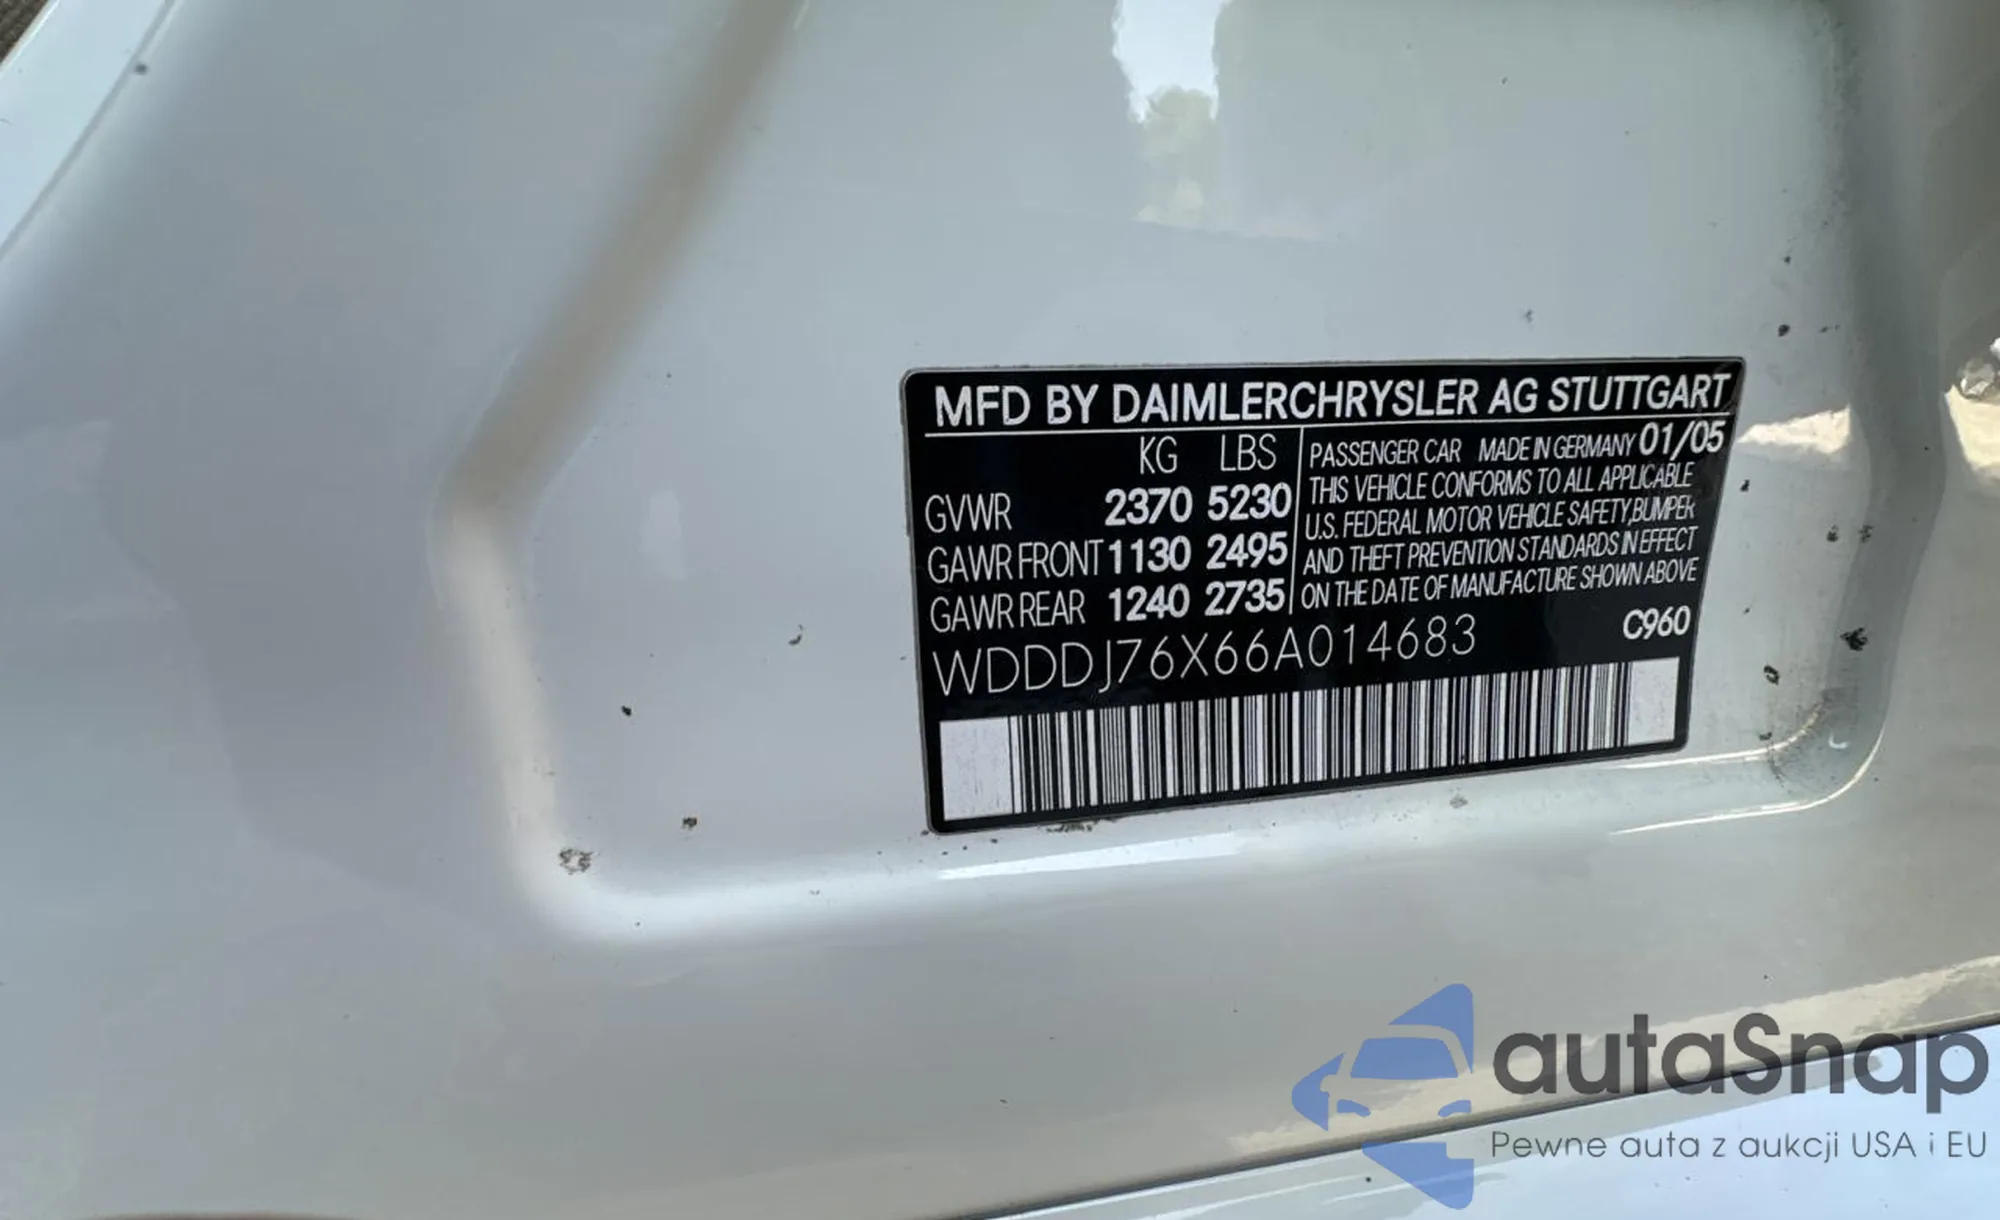 MFD BY DAIMLERCHRYSLER AG STUTTGART
KG LBS
GVWR 2370 5230
GAWR FRONT 1130 2495
GAWR REAR 1240 2735
PASSENGER CAR MADE IN GERMANY 01/05
THIS VEHICLE CONFORMS TO ALL APPLICABLE
U.S. FEDERAL MOTOR VEHICLE SAFETY,BUMPER
AND THEFT PREVENTION STANDARDS IN EFFECT
ON THE DATE OF MANUFACTURE SHOWN ABOVE
WDDDJ76X66A014683
C960
autaSnap
Pewne auta z aukcji USA i EU